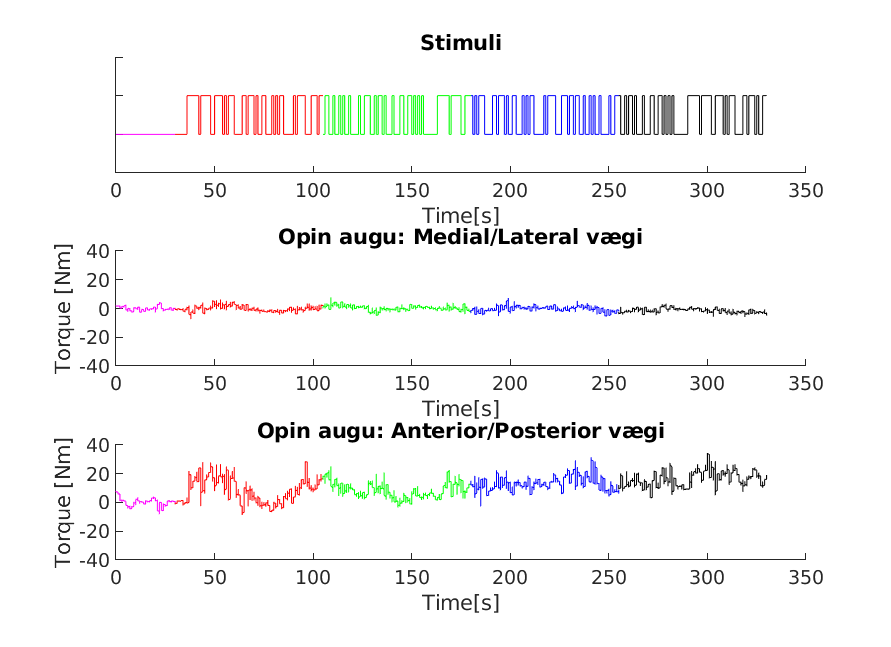 Stimuli
0 50 100 150 200 250 300 350
Time[s]
Opin augu: Medial/Lateral vægi
Torque [Nm]
40
20
0
-20
-40
0 50 100 150 200 250 300 350
Time[s]
Opin augu: Anterior/Posterior vægi
Torque [Nm]
40
20
0
-20
-40
0 50 100 150 200 250 300 350
Time[s]